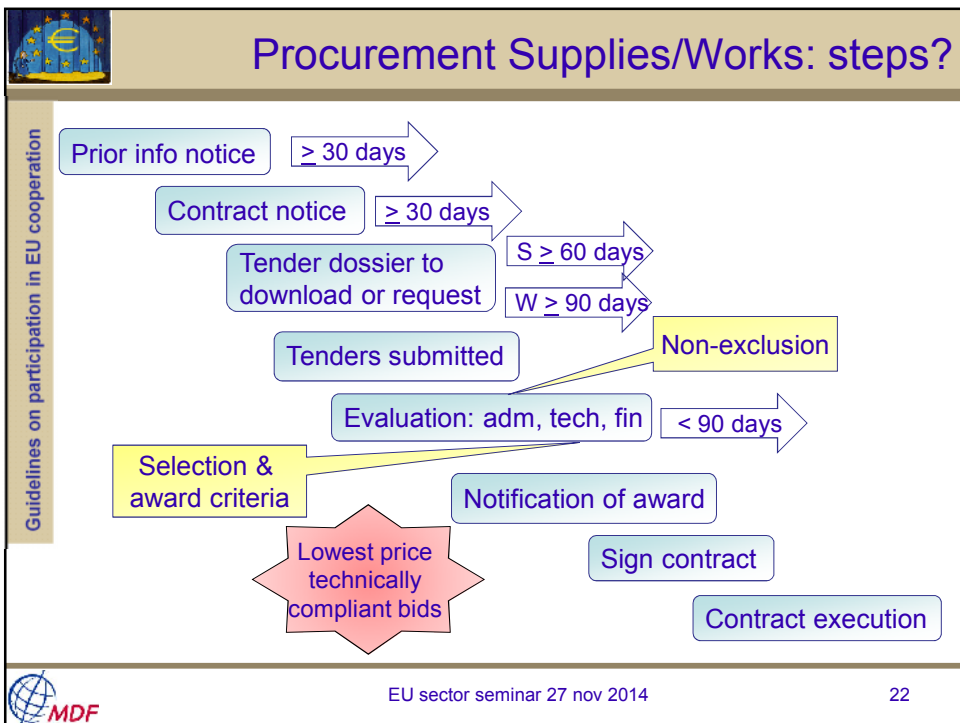 Procurement Supplies/Works: steps?
Guidelines on participation in EU cooperation
Prior info notice
≥ 30 days
Contract notice
≥ 30 days
Tender dossier to
download or request
S ≥ 60 days
W ≥ 90 days
Tenders submitted
Non-exclusion
Evaluation: adm, tech, fin
< 90 days
Selection &
award criteria
Notification of award
Lowest price
technically
compliant bids
Sign contract
Contract execution
MDF
EU sector seminar 27 nov 2014
22